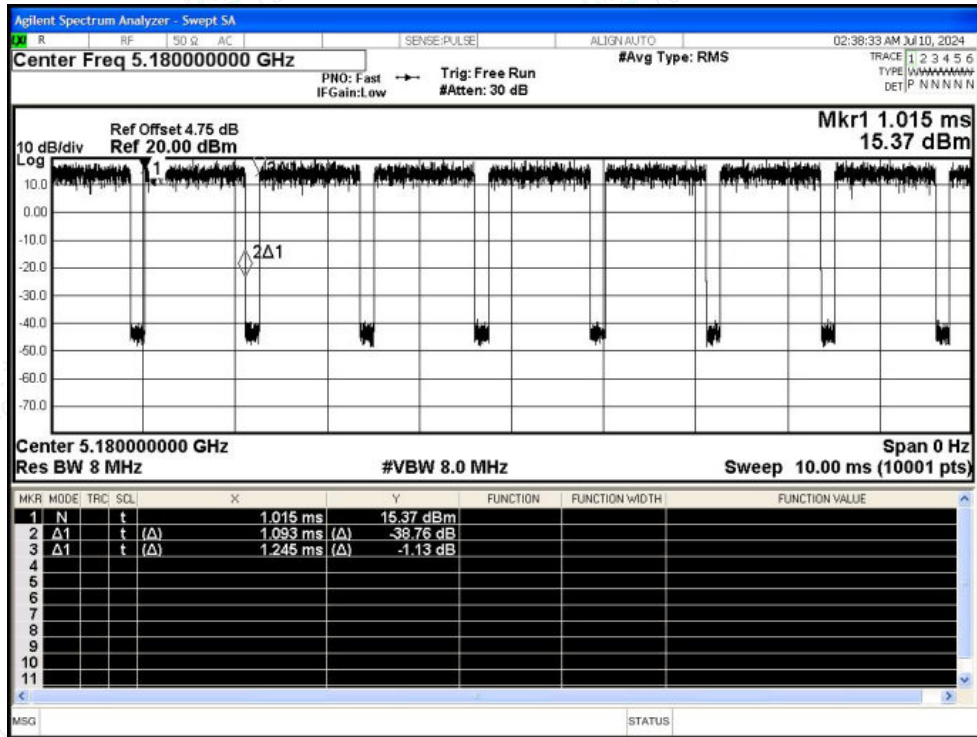 Agilent Spectrum Analyzer - Swept SA
R RF 50 Ω AC SENSE:PULSE ALIGN AUTO 02:38:33 AM Jul 10, 2024
Center Freq 5.180000000 GHz #Avg Type: RMS TRACE 1 2 3 4 5 6
PNO: Fast Trig: Free Run TYPE
IFGain:Low #Atten: 30 dB DET P N N N N N
Mkr1 1.015 ms
Ref Offset 4.75 dB
10 dB/div Ref 20.00 dBm 15.37 dBm
Log
1
10.0
0.00
-10.0
2Δ1
-20.0
-30.0
-40.0
-50.0
-60.0
-70.0
Center 5.180000000 GHz Span 0 Hz
Res BW 8 MHz #VBW 8.0 MHz Sweep 10.00 ms (10001 pts)
MKR MODE TRC SCL X Y FUNCTION FUNCTION WIDTH FUNCTION VALUE
1 N t 1.015 ms 15.37 dBm
2 Δ1 t (Δ) 1.093 ms (Δ) -38.76 dB
3 Δ1 t (Δ) 1.245 ms (Δ) -1.13 dB
4
5
6
7
8
9
10
11
MSG STATUS